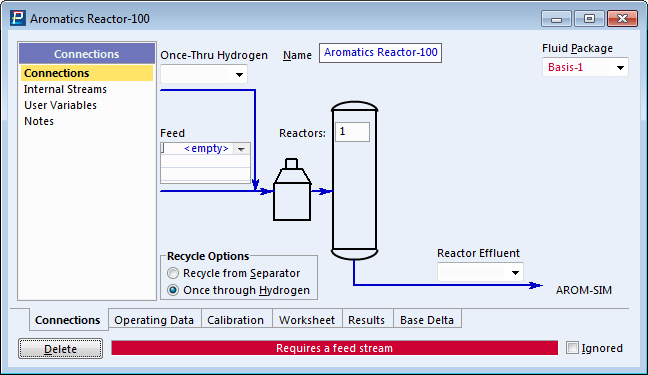 Aromatics Reactor-100
Connections
Connections
Internal Streams
User Variables
Notes
Once-Thru Hydrogen
Name
Aromatics Reactor-100
Fluid Package
Basis-1
Feed
<empty>
Reactors:
1
Recycle Options
Recycle from Separator
Once through Hydrogen
Reactor Effluent
AROM-SIM
Connections
Operating Data
Calibration
Worksheet
Results
Base Delta
Delete
Requires a feed stream
Ignored